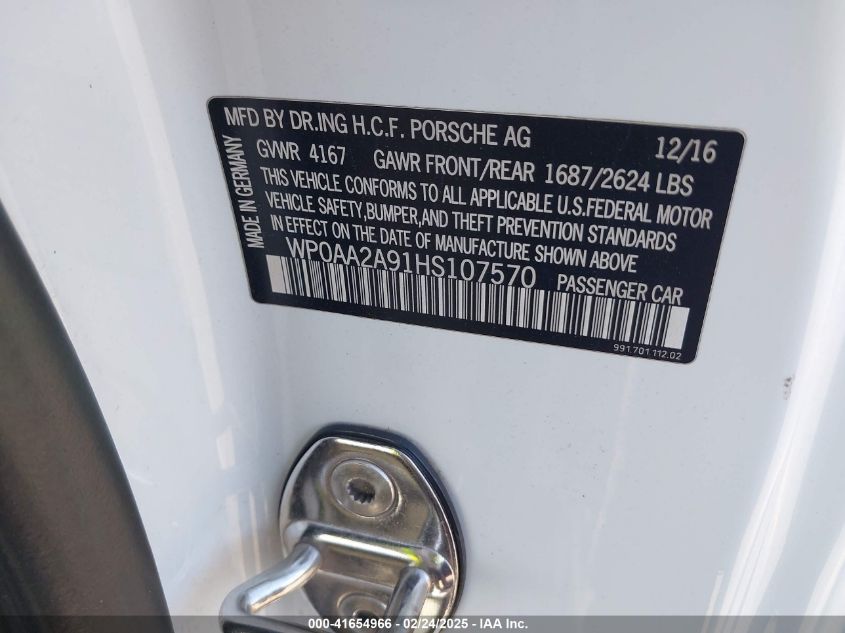 MFD BY DR.ING H.C.F. PORSCHE AG 12/16
MADE IN GERMANY
GVWR 4167 GAWR FRONT/REAR 1687/2624 LBS
THIS VEHICLE CONFORMS TO ALL APPLICABLE U.S.FEDERAL MOTOR
VEHICLE SAFETY,BUMPER,AND THEFT PREVENTION STANDARDS
IN EFFECT ON THE DATE OF MANUFACTURE SHOWN ABOVE
WP0AA2A91HS107570 PASSENGER CAR
991.701.112.02
000-41654966 - 02/24/2025 - IAA Inc.